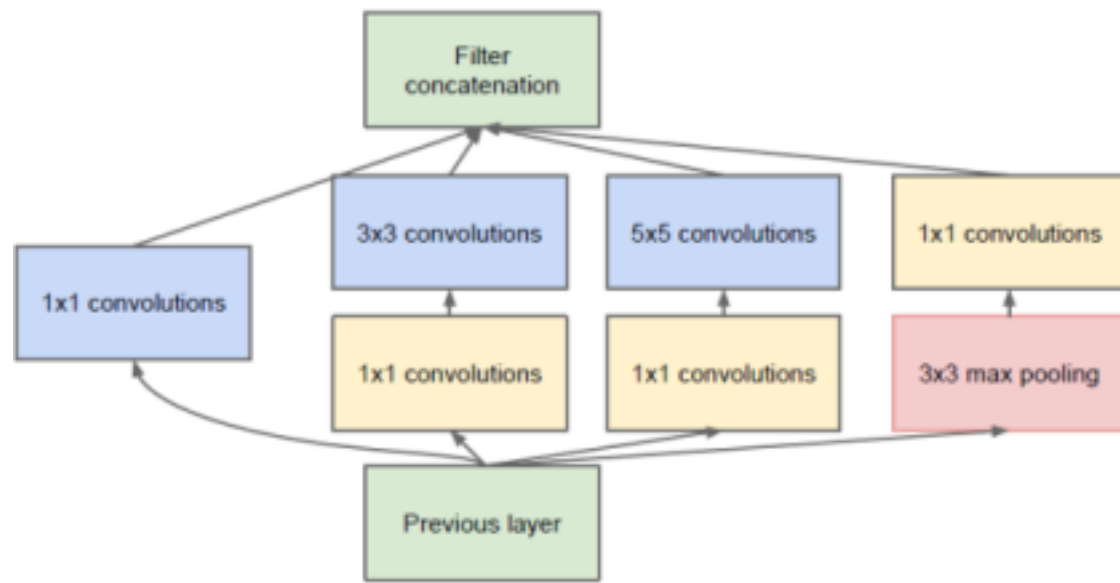 Filter
concatenation
3x3 convolutions
5x5 convolutions
1x1 convolutions
1x1 convolutions
1x1 convolutions
1x1 convolutions
3x3 max pooling
Previous layer